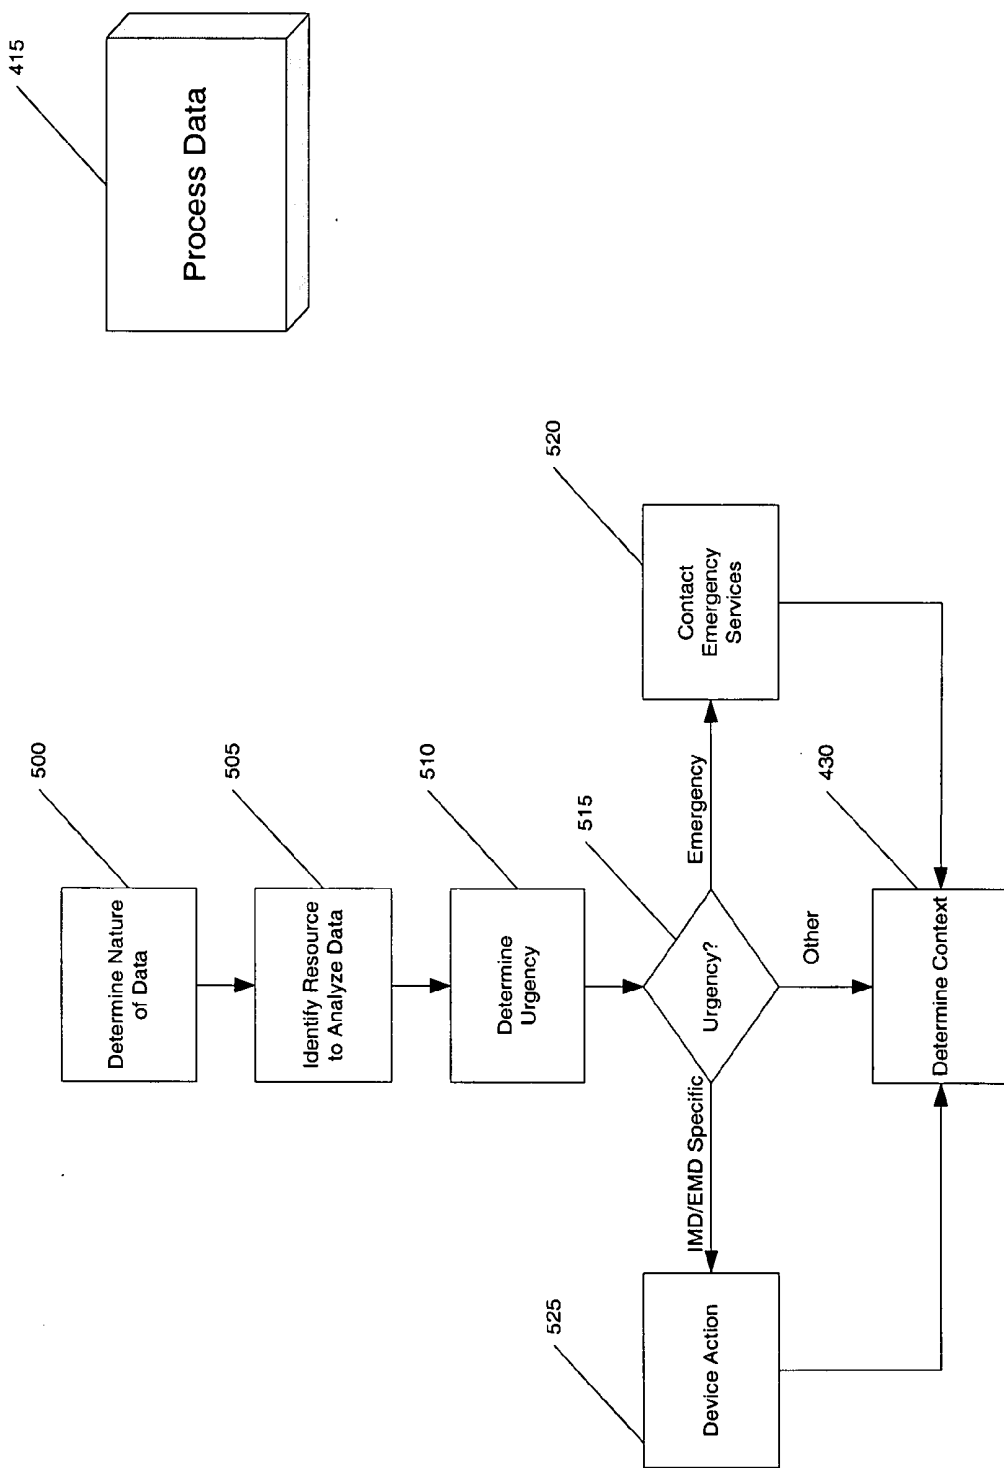 415
Process Data
500
Determine Nature
of Data
505
Identify Resource
to Analyze Data
510
Determine
Urgency
515
Urgency?
IMD/EMD Specific
Emergency
Other
525
Device Action
520
Contact
Emergency
Services
430
Determine Context